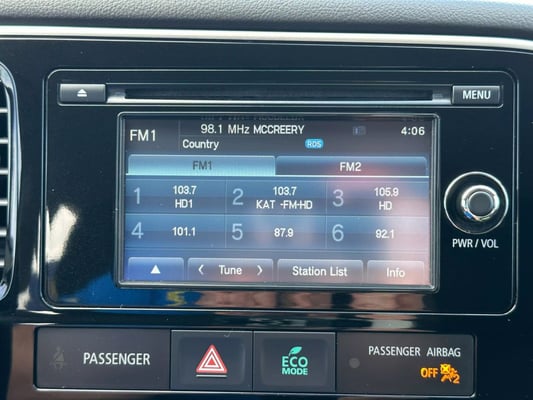 MENU
FM1 98.1 MHz MCCREERY 4:06
Country RDS
FM1 FM2
1 103.7 HD1 2 103.7 KAT -FM-HD 3 105.9 HD
4 101.1 5 87.9 6 92.1
Tune Station List Info
PWR / VOL
PASSENGER
ECO MODE
PASSENGER AIRBAG
OFF 2